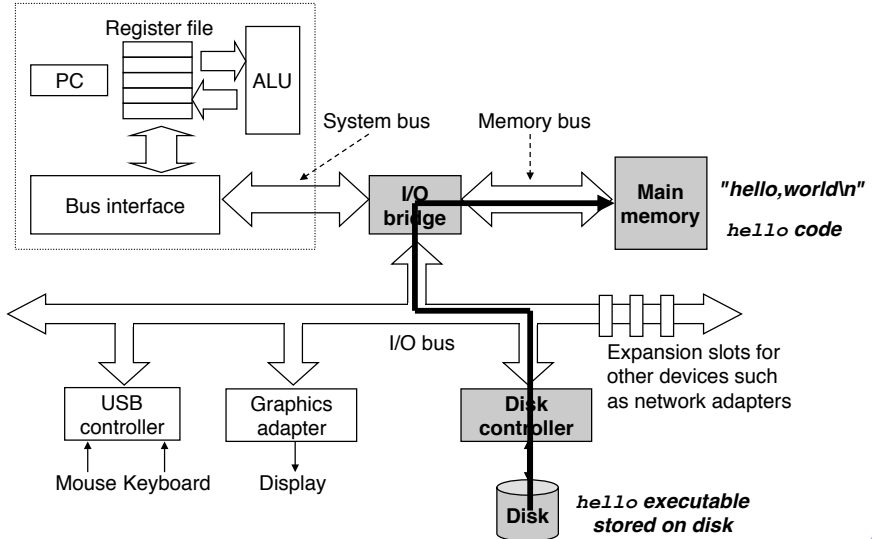 Register file
PC
ALU
System bus
Memory bus
Bus interface
I/O
bridge
Main
memory
"hello,world\n"
hello code
I/O bus
Expansion slots for
other devices such
as network adapters
USB
controller
Graphics
adapter
Disk
controller
Mouse Keyboard
Display
Disk
hello executable
stored on disk